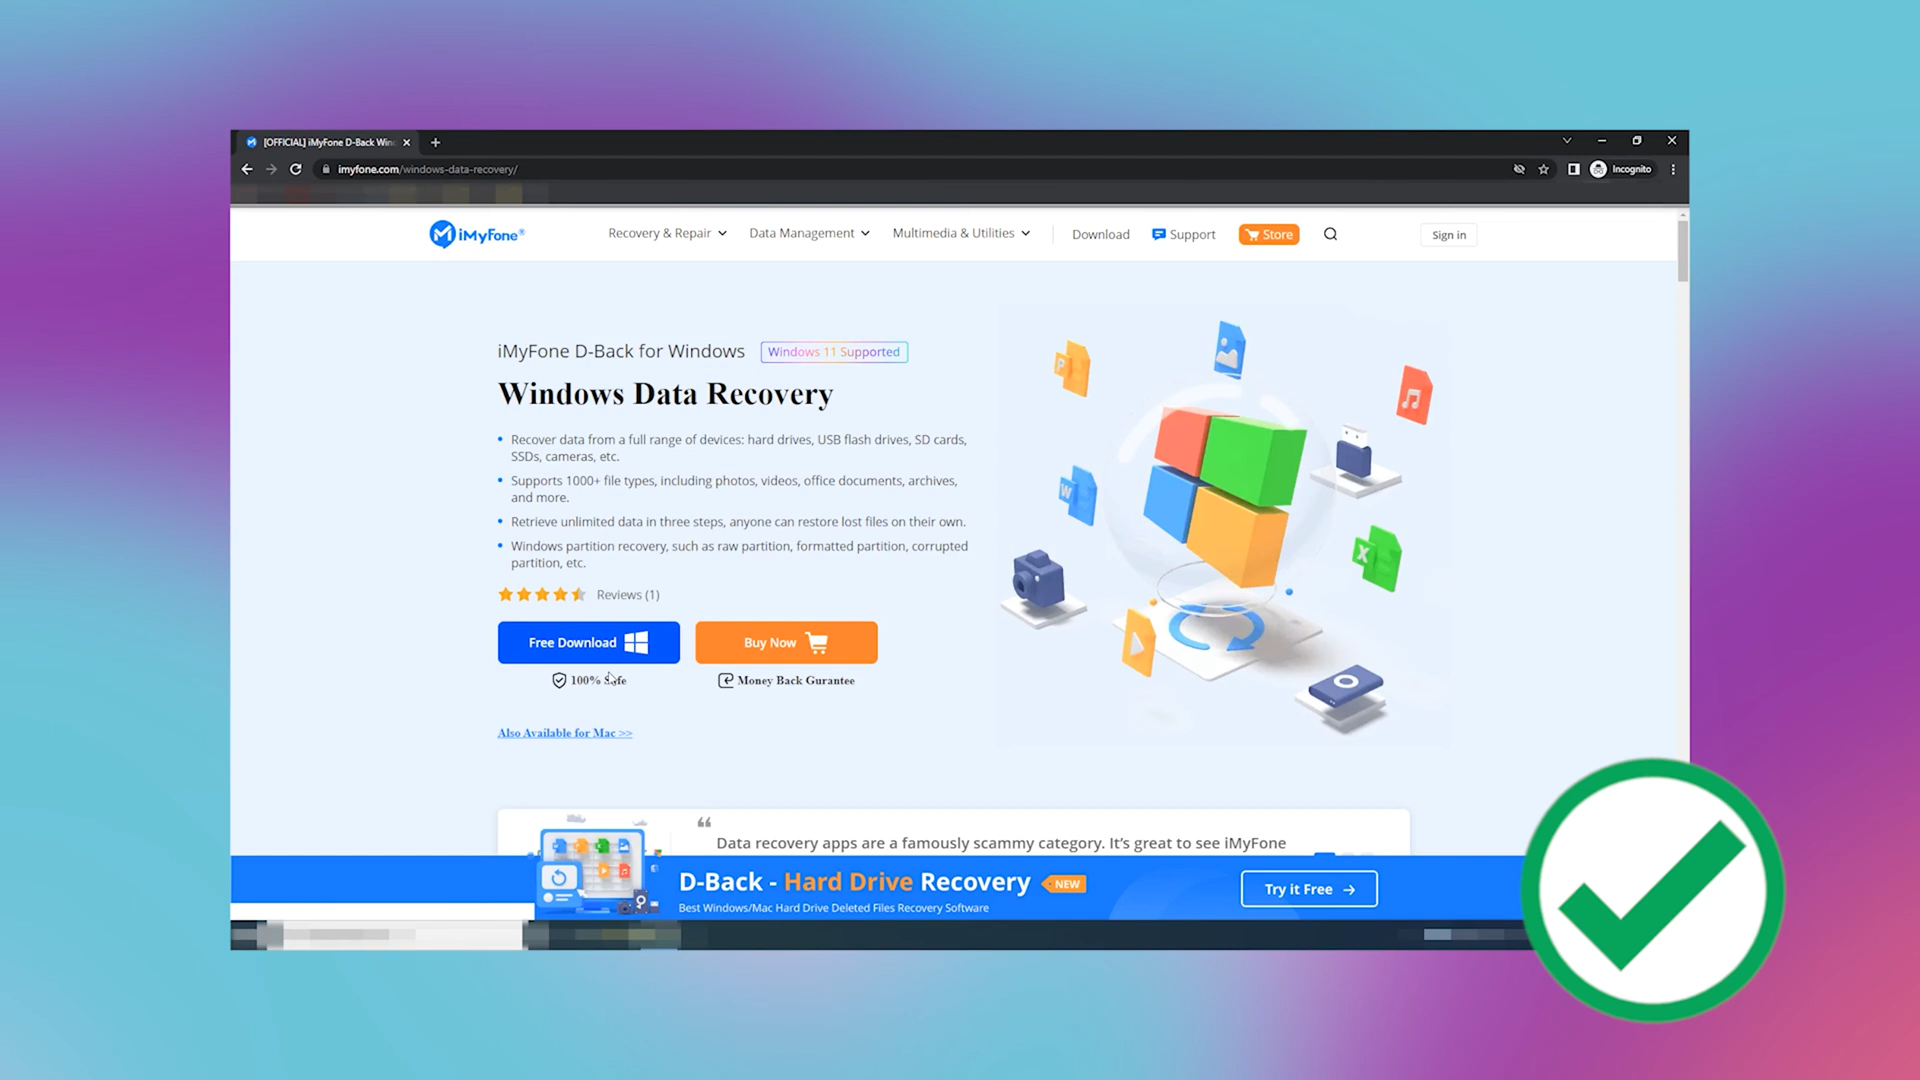 [OFFICIAL] iMyFone D-Back Win
imyfone.com/windows-data-recovery/
Incognito
iMyFone®
Recovery & Repair
Data Management
Multimedia & Utilities
Download
Support
Store
Sign in
iMyFone D-Back for Windows
Windows 11 Supported
Windows Data Recovery
Recover data from a full range of devices: hard drives, USB flash drives, SD cards,
SSDs, cameras, etc.
Supports 1000+ file types, including photos, videos, office documents, archives,
and more.
Retrieve unlimited data in three steps, anyone can restore lost files on their own.
Windows partition recovery, such as raw partition, formatted partition, corrupted
partition, etc.
Reviews (1)
Free Download
Buy Now
100% Safe
Money Back Gurantee
Also Available for Mac >>
P
W
X
“
Data recovery apps are a famously scammy category. It’s great to see iMyFone
D-Back - Hard Drive Recovery
NEW
Best Windows/Mac Hard Drive Deleted Files Recovery Software
Try it Free →